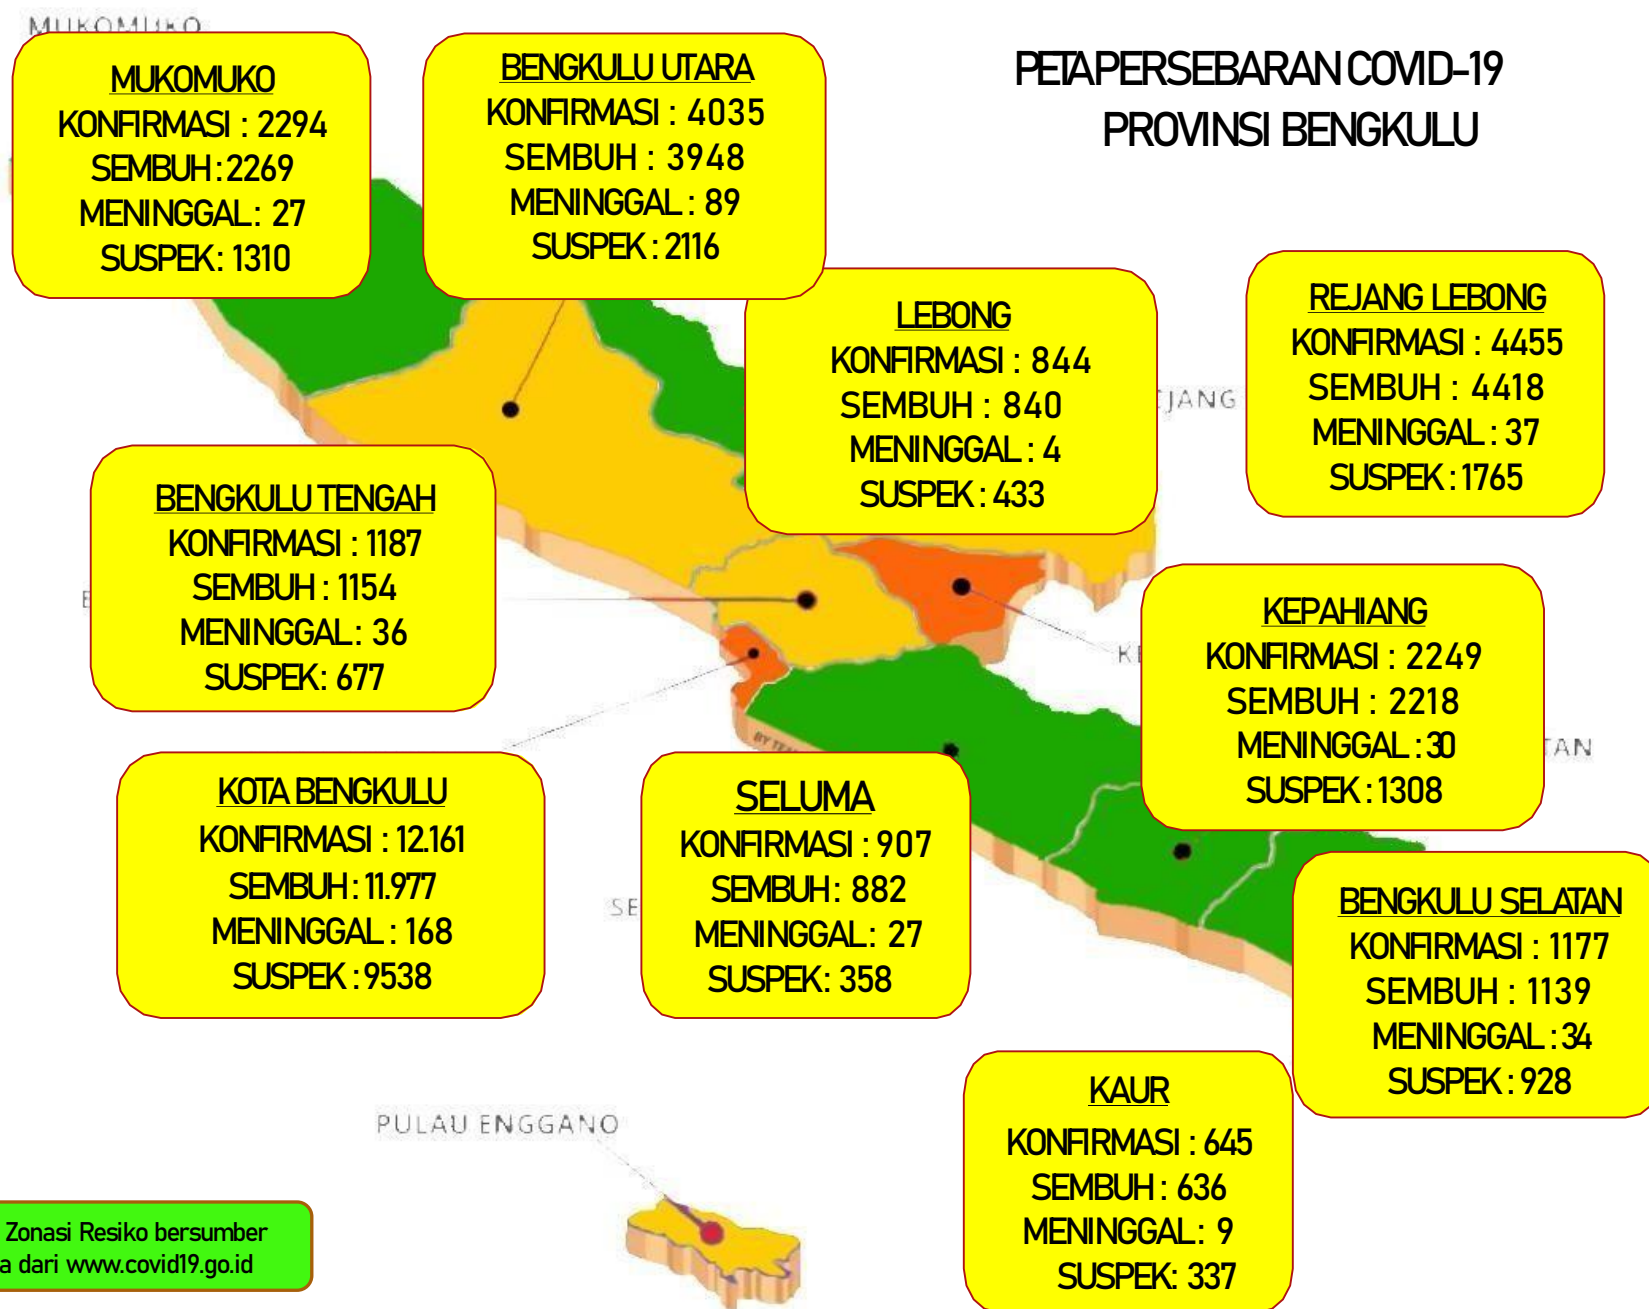 MUKOMUKO
PETA PERSEBARAN COVID-19
PROVINSI BENGKULU
MUKOMUKO
KONFIRMASI : 2294
SEMBUH : 2269
MENINGGAL : 27
SUSPEK : 1310
BENGKULU UTARA
KONFIRMASI : 4035
SEMBUH : 3948
MENINGGAL : 89
SUSPEK : 2116
LEBONG
KONFIRMASI : 844
SEMBUH : 840
MENINGGAL : 4
SUSPEK : 433
REJANG LEBONG
KONFIRMASI : 4455
SEMBUH : 4418
MENINGGAL : 37
SUSPEK : 1765
EJANG
BENGKULU TENGAH
KONFIRMASI : 1187
SEMBUH : 1154
MENINGGAL : 36
SUSPEK : 677
KEPAHIANG
KONFIRMASI : 2249
SEMBUH : 2218
MENINGGAL : 30
SUSPEK : 1308
KE
TAN
KOTA BENGKULU
KONFIRMASI : 12.161
SEMBUH : 11.977
MENINGGAL : 168
SUSPEK : 9538
SELUMA
KONFIRMASI : 907
SEMBUH : 882
MENINGGAL : 27
SUSPEK : 358
SE
BENGKULU SELATAN
KONFIRMASI : 1177
SEMBUH : 1139
MENINGGAL : 34
SUSPEK : 928
KAUR
KONFIRMASI : 645
SEMBUH : 636
MENINGGAL : 9
SUSPEK : 337
PULAU ENGGANO
Zonasi Resiko bersumber
a dari www.covid19.go.id